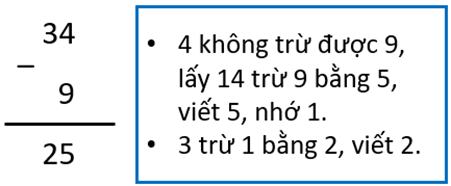 34
−
9
25
• 4 không trừ được 9,
lấy 14 trừ 9 bằng 5,
viết 5, nhớ 1.
• 3 trừ 1 bằng 2, viết 2.